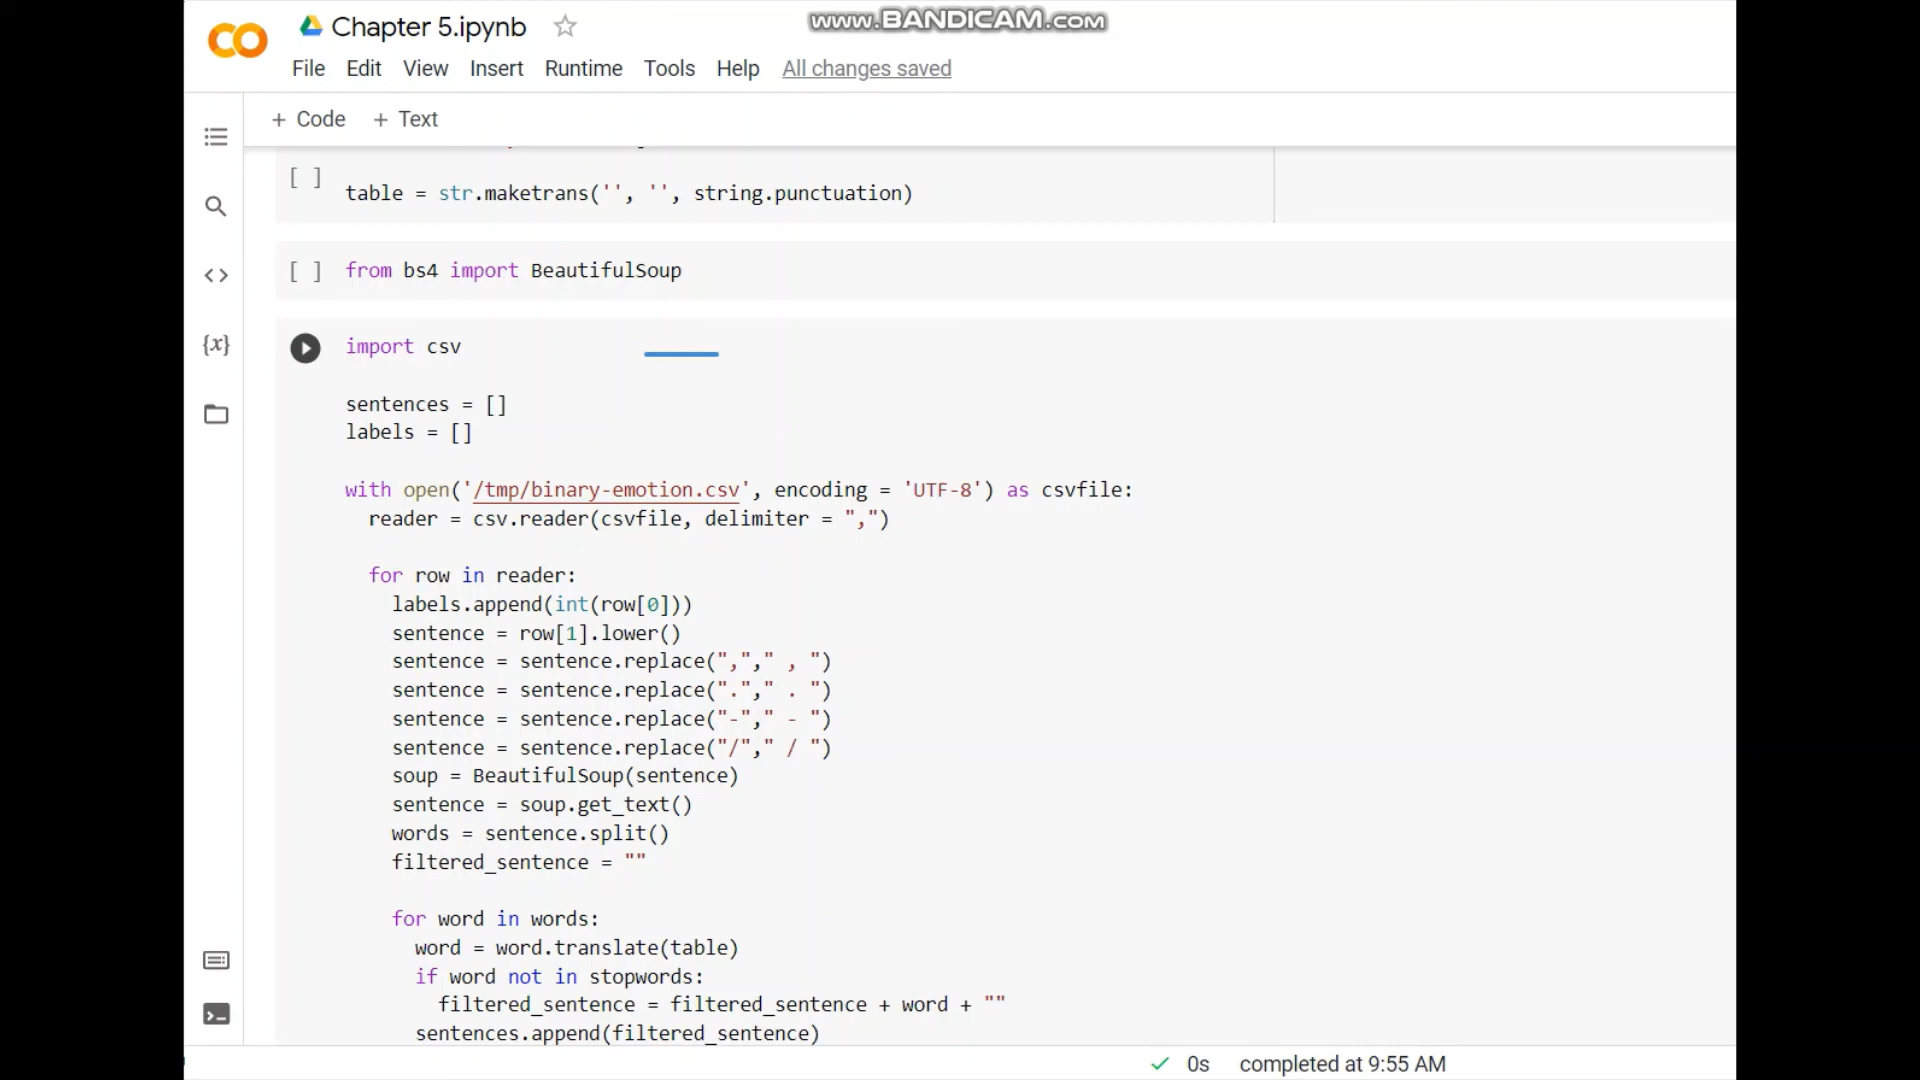 www.BANDICAM.com
Chapter 5.ipynb
File Edit View Insert Runtime Tools Help All changes saved
+ Code + Text
[ ] table = str.maketrans('', '', string.punctuation)
[ ] from bs4 import BeautifulSoup
import csv
sentences = []
labels = []
with open('/tmp/binary-emotion.csv', encoding = 'UTF-8') as csvfile:
  reader = csv.reader(csvfile, delimiter = ",")
  for row in reader:
    labels.append(int(row[0]))
    sentence = row[1].lower()
    sentence = sentence.replace(","," , ")
    sentence = sentence.replace("."," . ")
    sentence = sentence.replace("-"," - ")
    sentence = sentence.replace("/"," / ")
    soup = BeautifulSoup(sentence)
    sentence = soup.get_text()
    words = sentence.split()
    filtered_sentence = ""
    for word in words:
      word = word.translate(table)
      if word not in stopwords:
        filtered_sentence = filtered_sentence + word + ""
      sentences.append(filtered_sentence)
0s completed at 9:55 AM